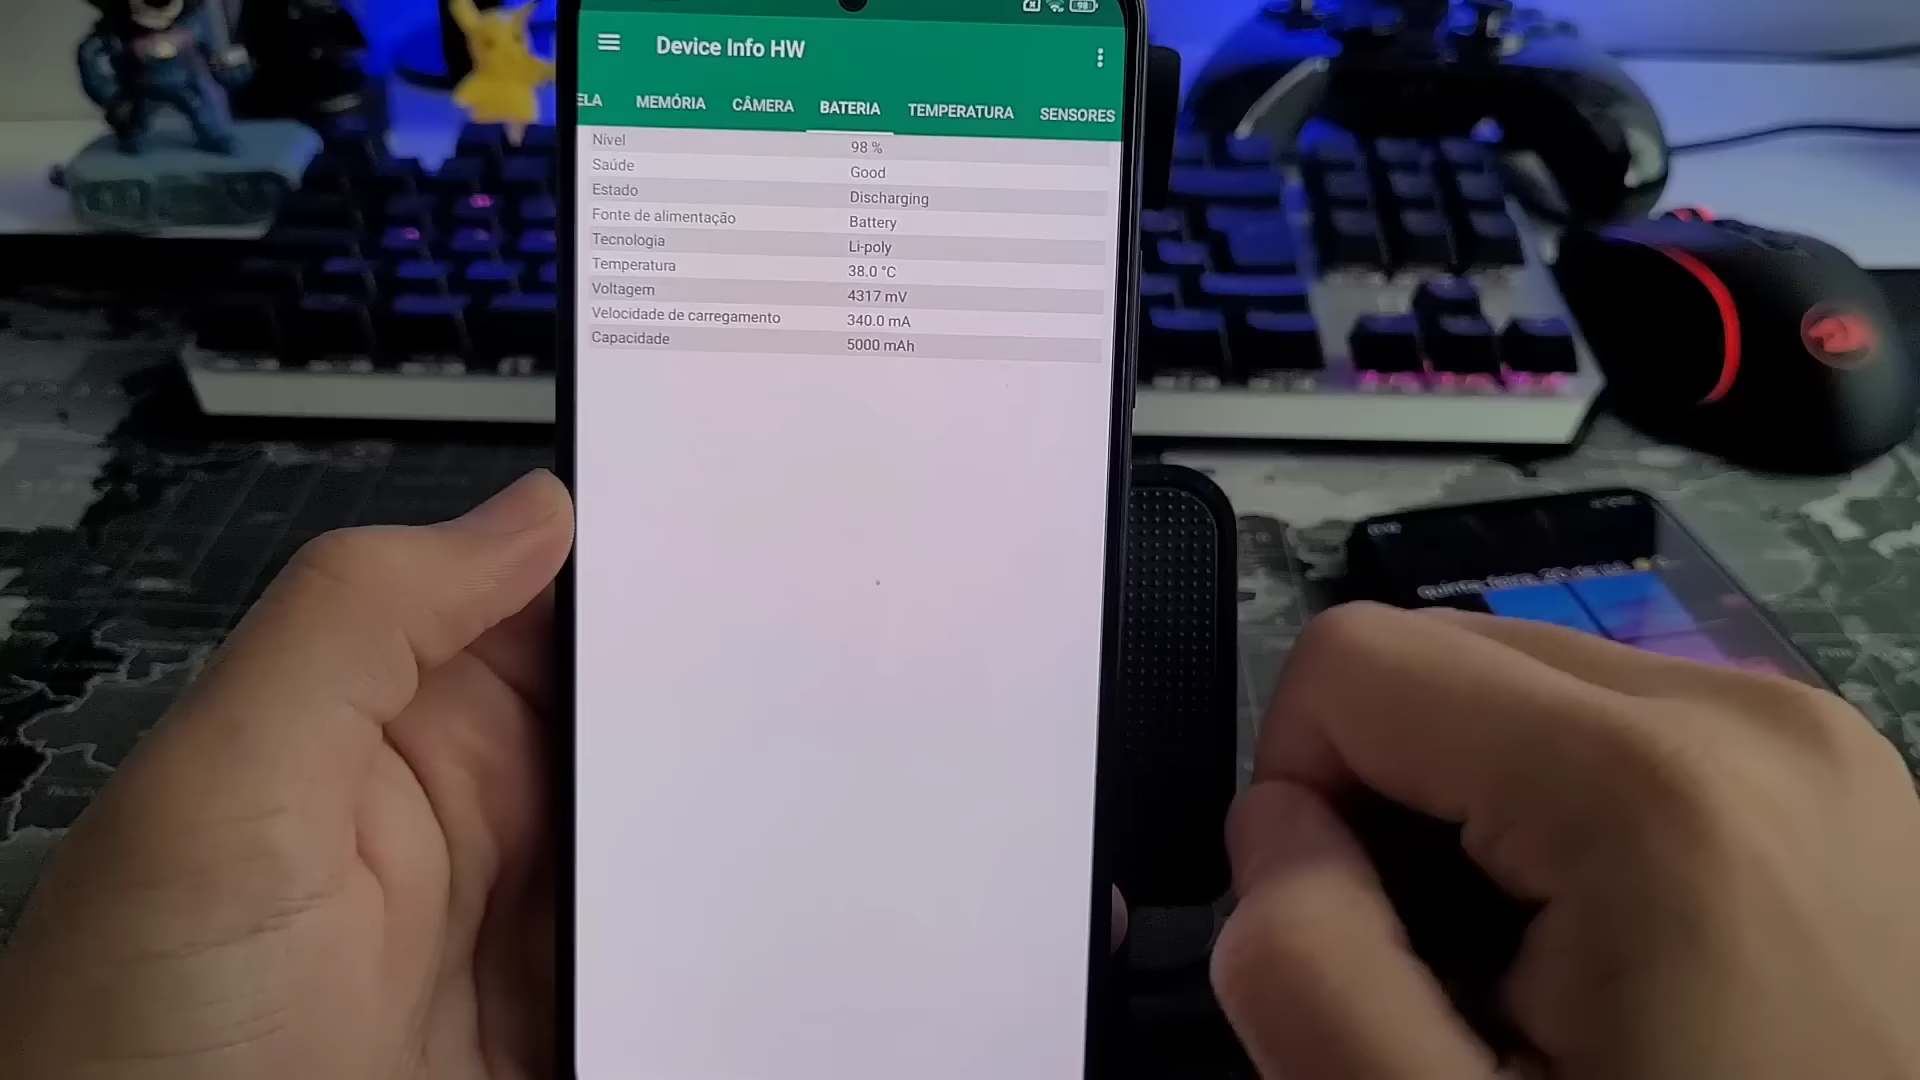 98
Device Info HW
ELA MEMÓRIA CÂMERA BATERIA TEMPERATURA SENSORES
Nível 98 %
Saúde Good
Estado Discharging
Fonte de alimentação Battery
Tecnologia Li-poly
Temperatura 38.0 °C
Voltagem 4317 mV
Velocidade de carregamento 340.0 mA
Capacidade 5000 mAh